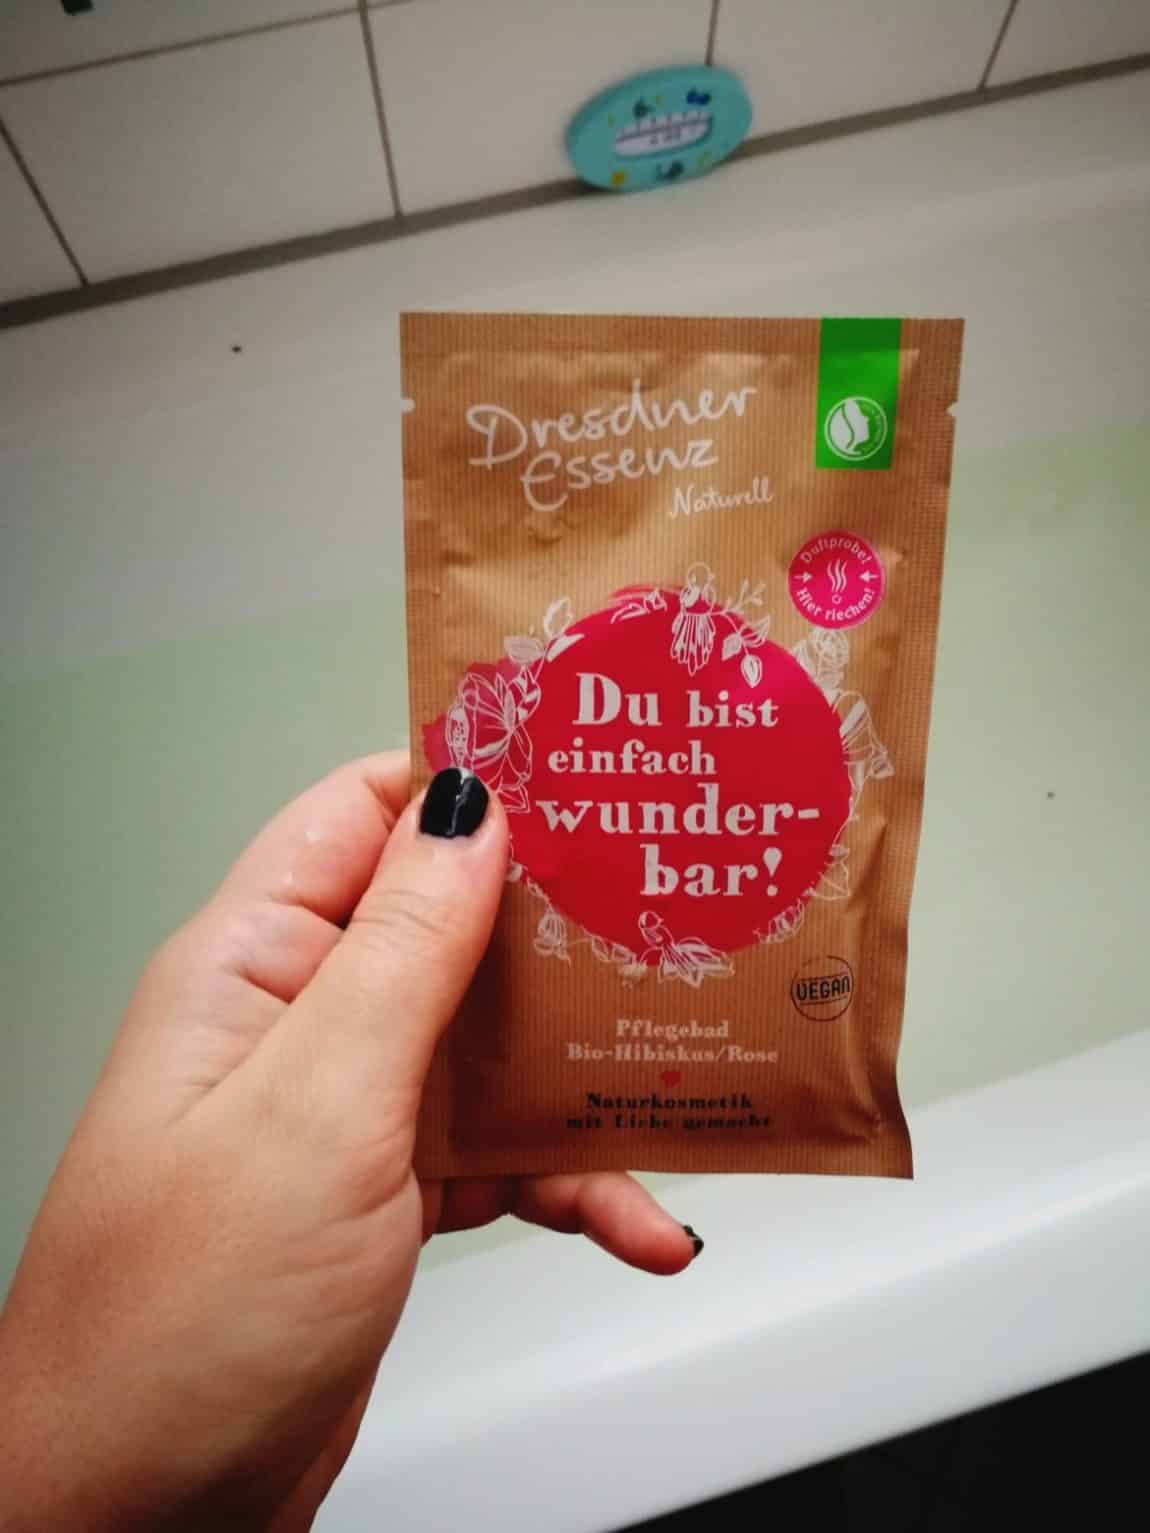 Dresdner
Essenz
Naturell
Duftprobe!
Hier riechen!
Du bist
einfach
wunder-
bar!
VEGAN
Pflegebad
Bio-Hibiskus/Rose
Naturkosmetik
mit Liebe gemacht